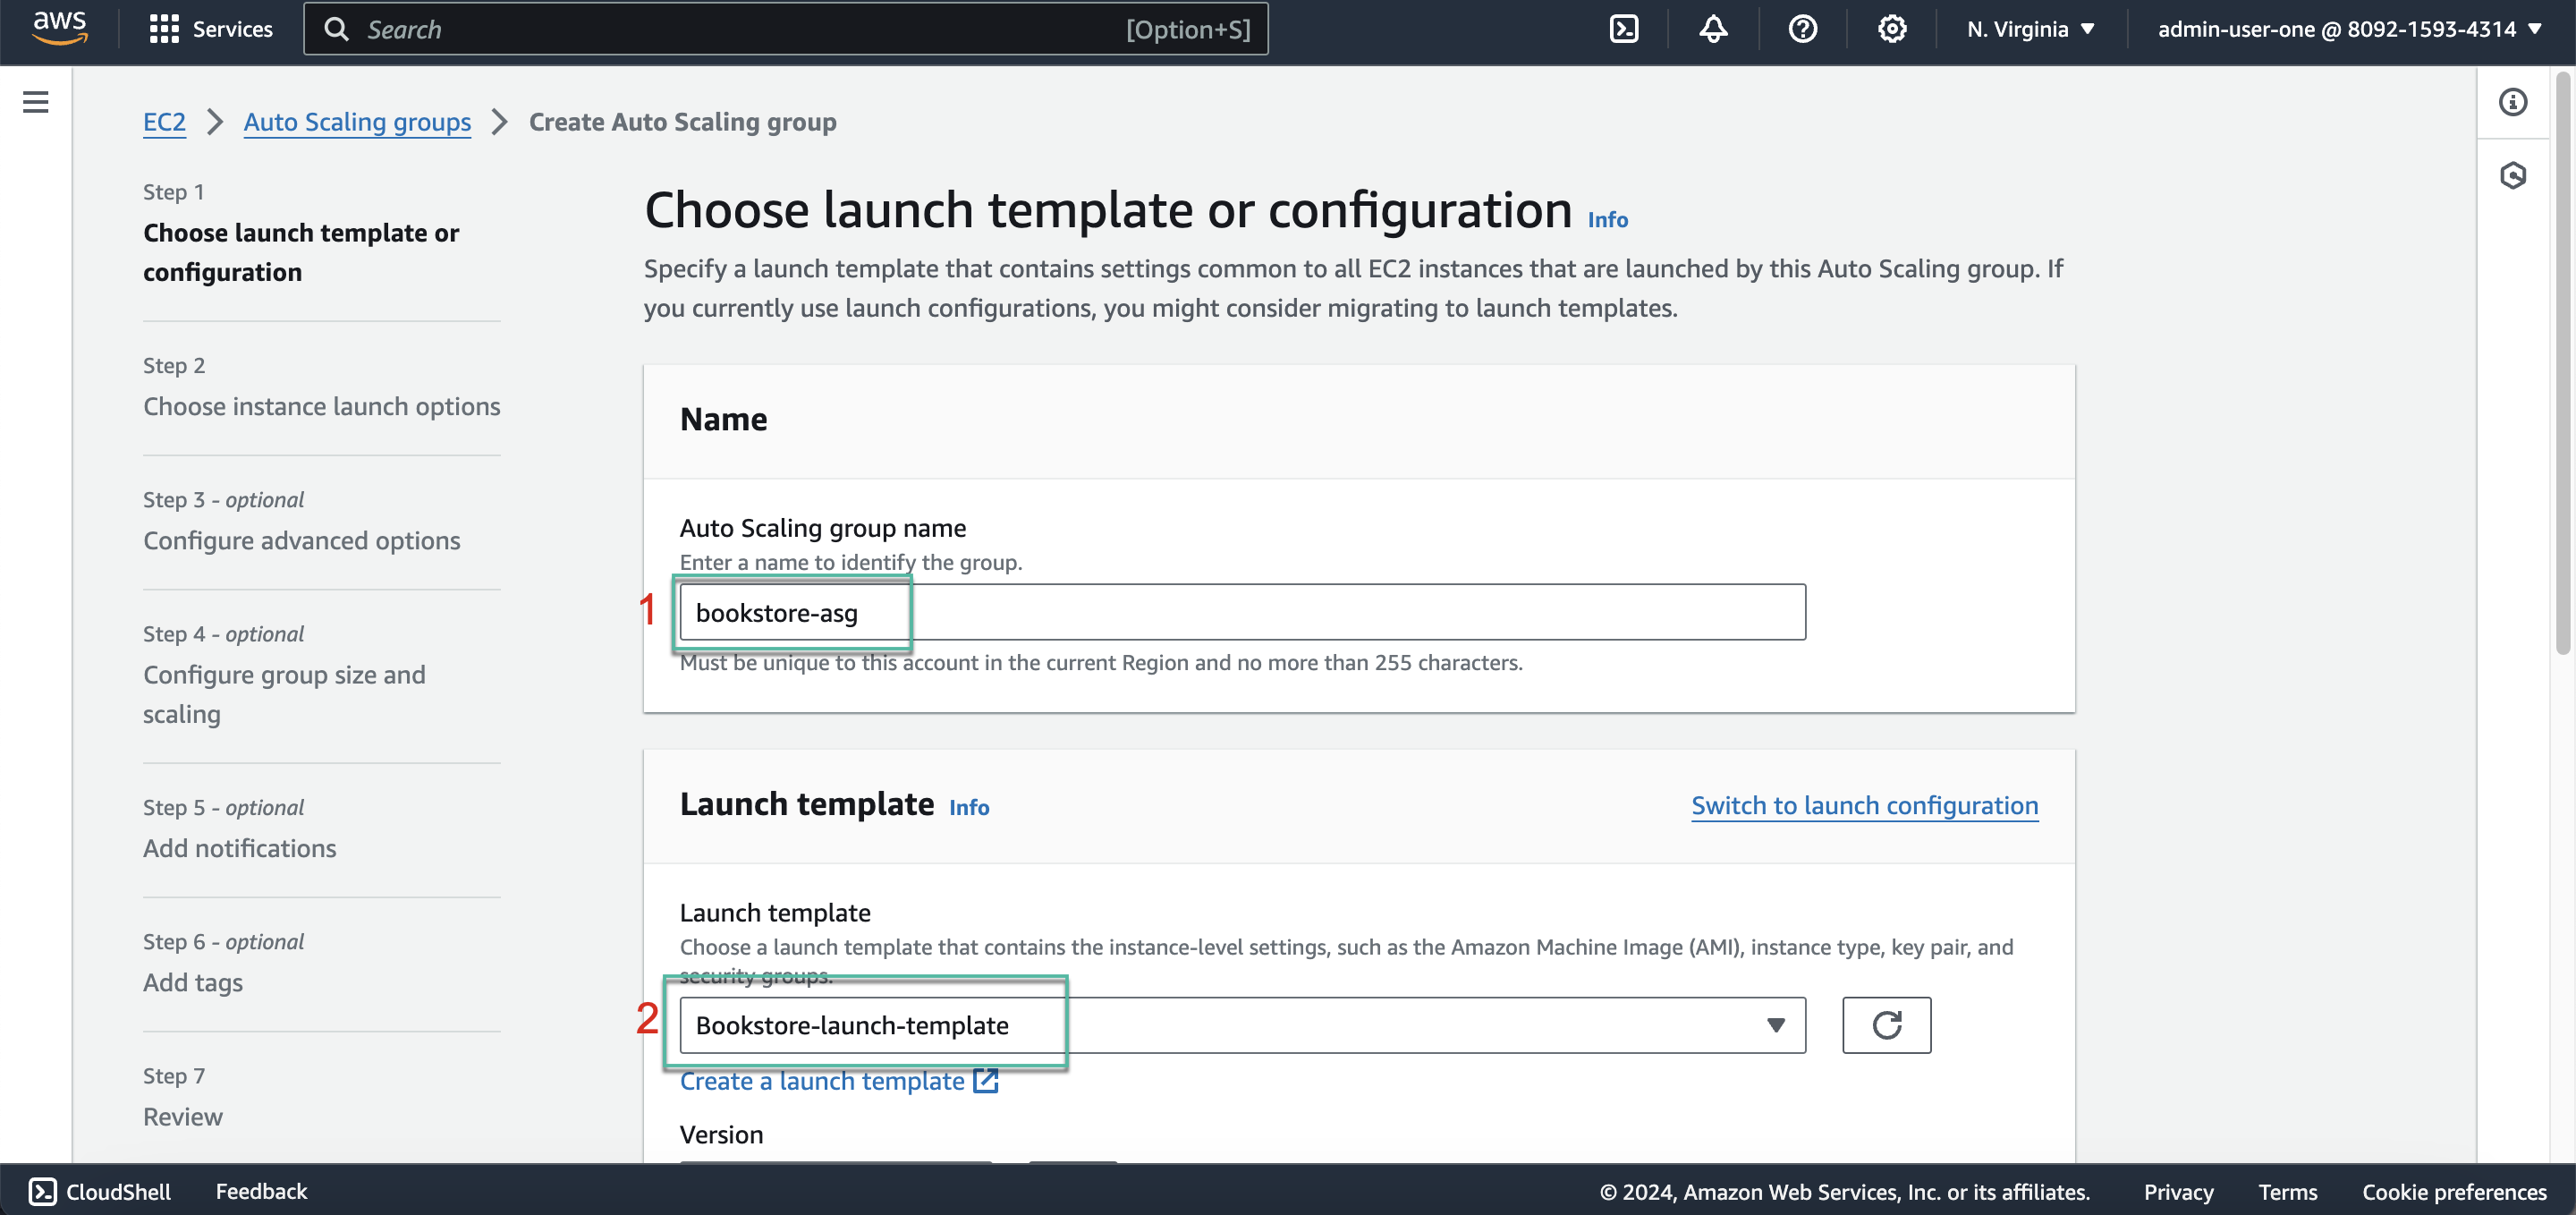 aws
Services
Search
[Option+S]
N. Virginia
admin-user-one @ 8092-1593-4314
EC2
Auto Scaling groups
Create Auto Scaling group
Step 1
Choose launch template or
configuration
Step 2
Choose instance launch options
Step 3 - optional
Configure advanced options
Step 4 - optional
Configure group size and
scaling
Step 5 - optional
Add notifications
Step 6 - optional
Add tags
Step 7
Review
Choose launch template or configuration Info
Specify a launch template that contains settings common to all EC2 instances that are launched by this Auto Scaling group. If
you currently use launch configurations, you might consider migrating to launch templates.
Name
Auto Scaling group name
Enter a name to identify the group.
1
bookstore-asg
Must be unique to this account in the current Region and no more than 255 characters.
Launch template Info
Switch to launch configuration
Launch template
Choose a launch template that contains the instance-level settings, such as the Amazon Machine Image (AMI), instance type, key pair, and
security groups.
2
Bookstore-launch-template
Create a launch template
Version
CloudShell
Feedback
© 2024, Amazon Web Services, Inc. or its affiliates.
Privacy
Terms
Cookie preferences